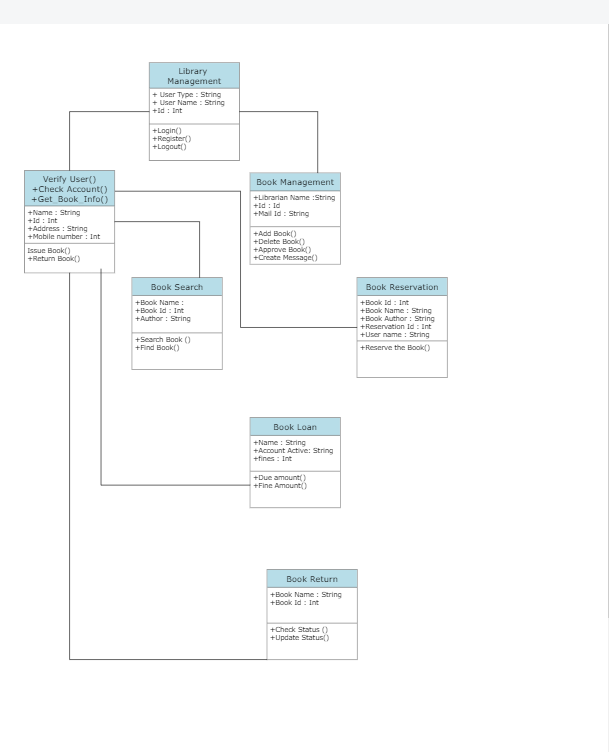 Library
Management
+ User Type : String
+ User Name : String
+Id : Int
+Login()
+Register()
+Logout()
Verify User()
+Check Account()
+Get_Book_Info()
+Name : String
+Id : Int
+Address : String
+Mobile number : Int
Issue Book()
+Return Book()
Book Management
+Librarian Name :String
+Id : Id
+Mail Id : String
+Add Book()
+Delete Book()
+Approve Book()
+Create Message()
Book Search
+Book Name :
+Book Id : Int
+Author : String
+Search Book ()
+Find Book()
Book Reservation
+Book Id : Int
+Book Name : String
+Book Author : String
+Reservation Id : Int
+User name : String
+Reserve the Book()
Book Loan
+Name : String
+Account Active: String
+fines : Int
+Due amount()
+Fine Amount()
Book Return
+Book Name : String
+Book Id : Int
+Check Status ()
+Update Status()